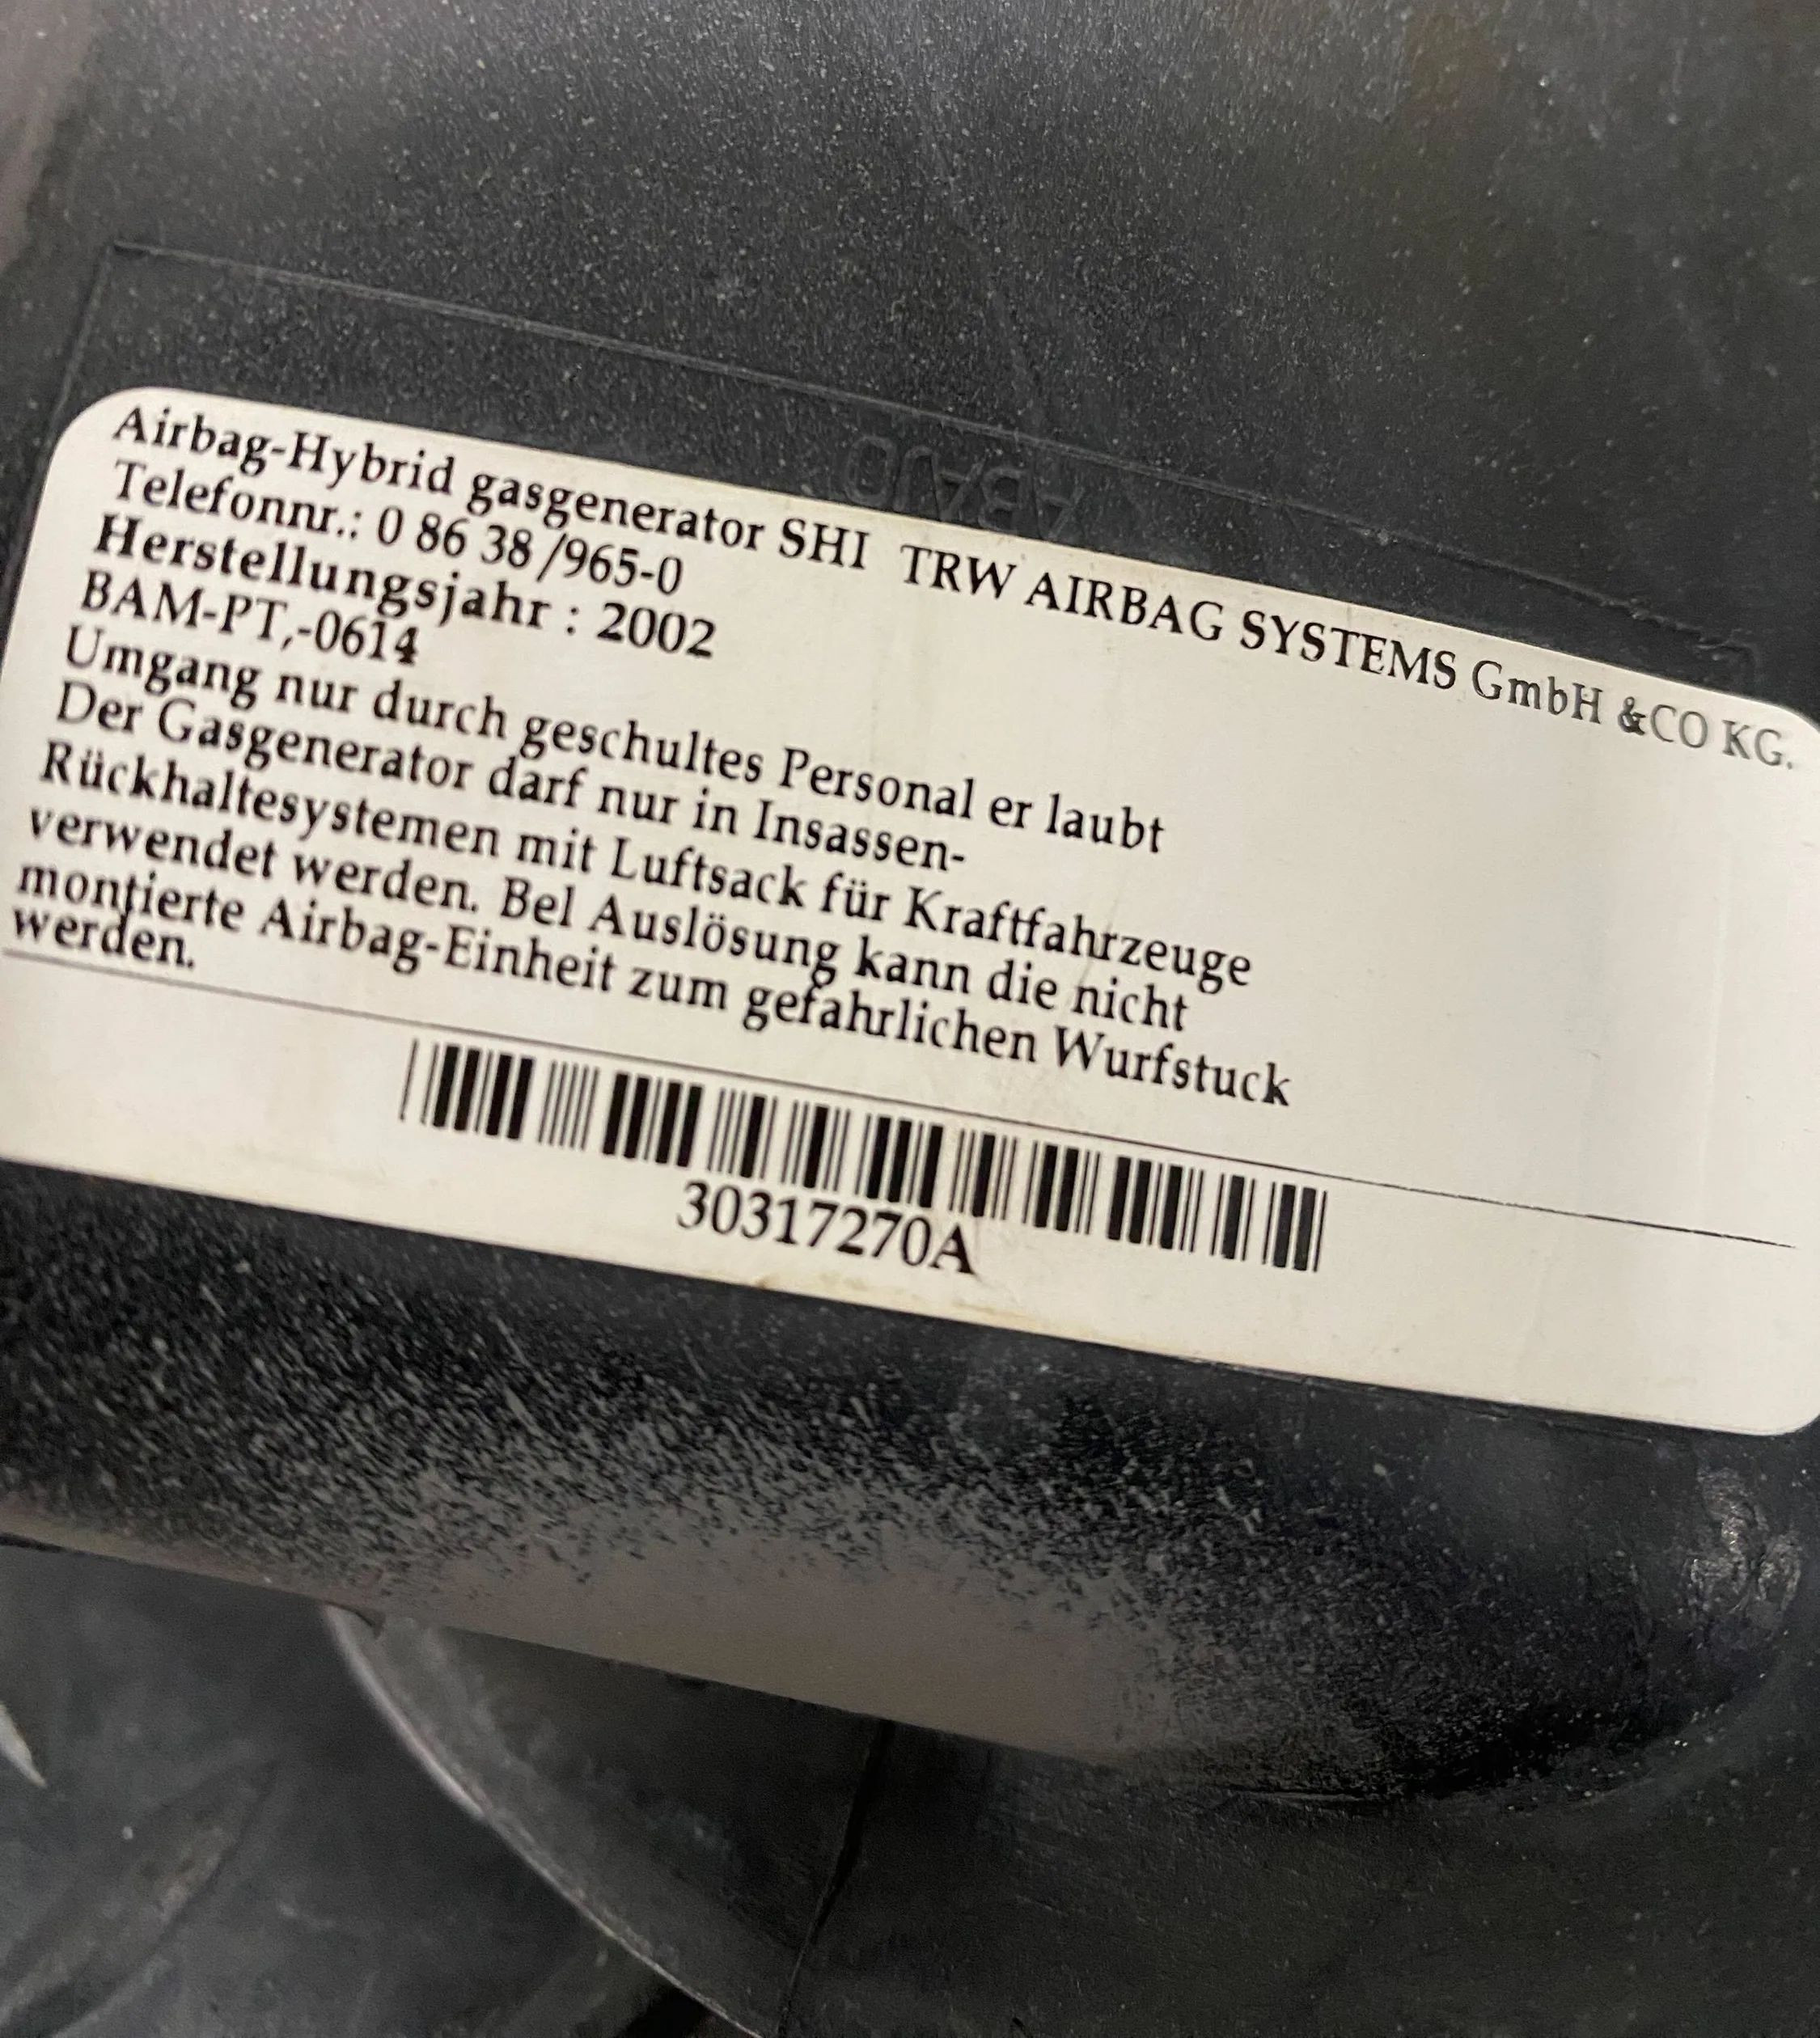 Airbag-Hybrid gasgenerator SHI TRW AIRBAG SYSTEMS GmbH &CO KG.
Telefonnr.: 0 86 38 /965-0
Herstellungsjahr : 2002
BAM-PT,-0614
Umgang nur durch geschultes Personal er laubt
Der Gasgenerator darf nur in Insassen-
Rückhaltesystemen mit Luftsack für Kraftfahrzeuge
verwendet werden. Bel Auslösung kann die nicht
montierte Airbag-Einheit zum gefahrlichen Wurfstuck
werden.
30317270A